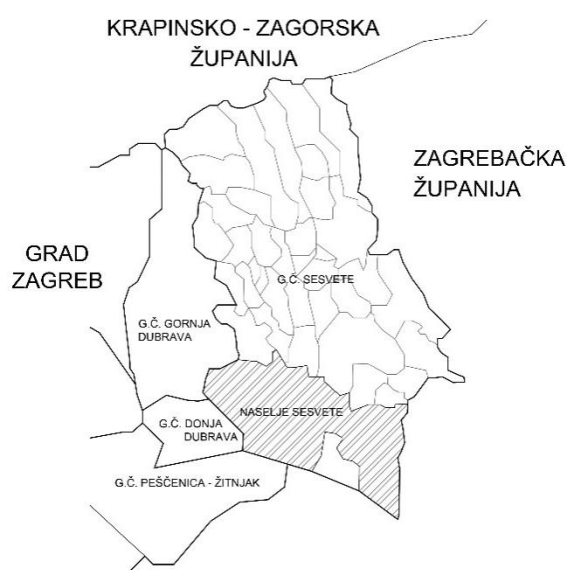 KRAPINSKO - ZAGORSKA
ŽUPANIJA
ZAGREBAČKA
ŽUPANIJA
GRAD
ZAGREB
G.Č. SESVETE
G.Č. GORNJA
DUBRAVA
NASELJE SESVETE
G.Č. DONJA
DUBRAVA
G.Č. PEŠČENICA - ŽITNJAK